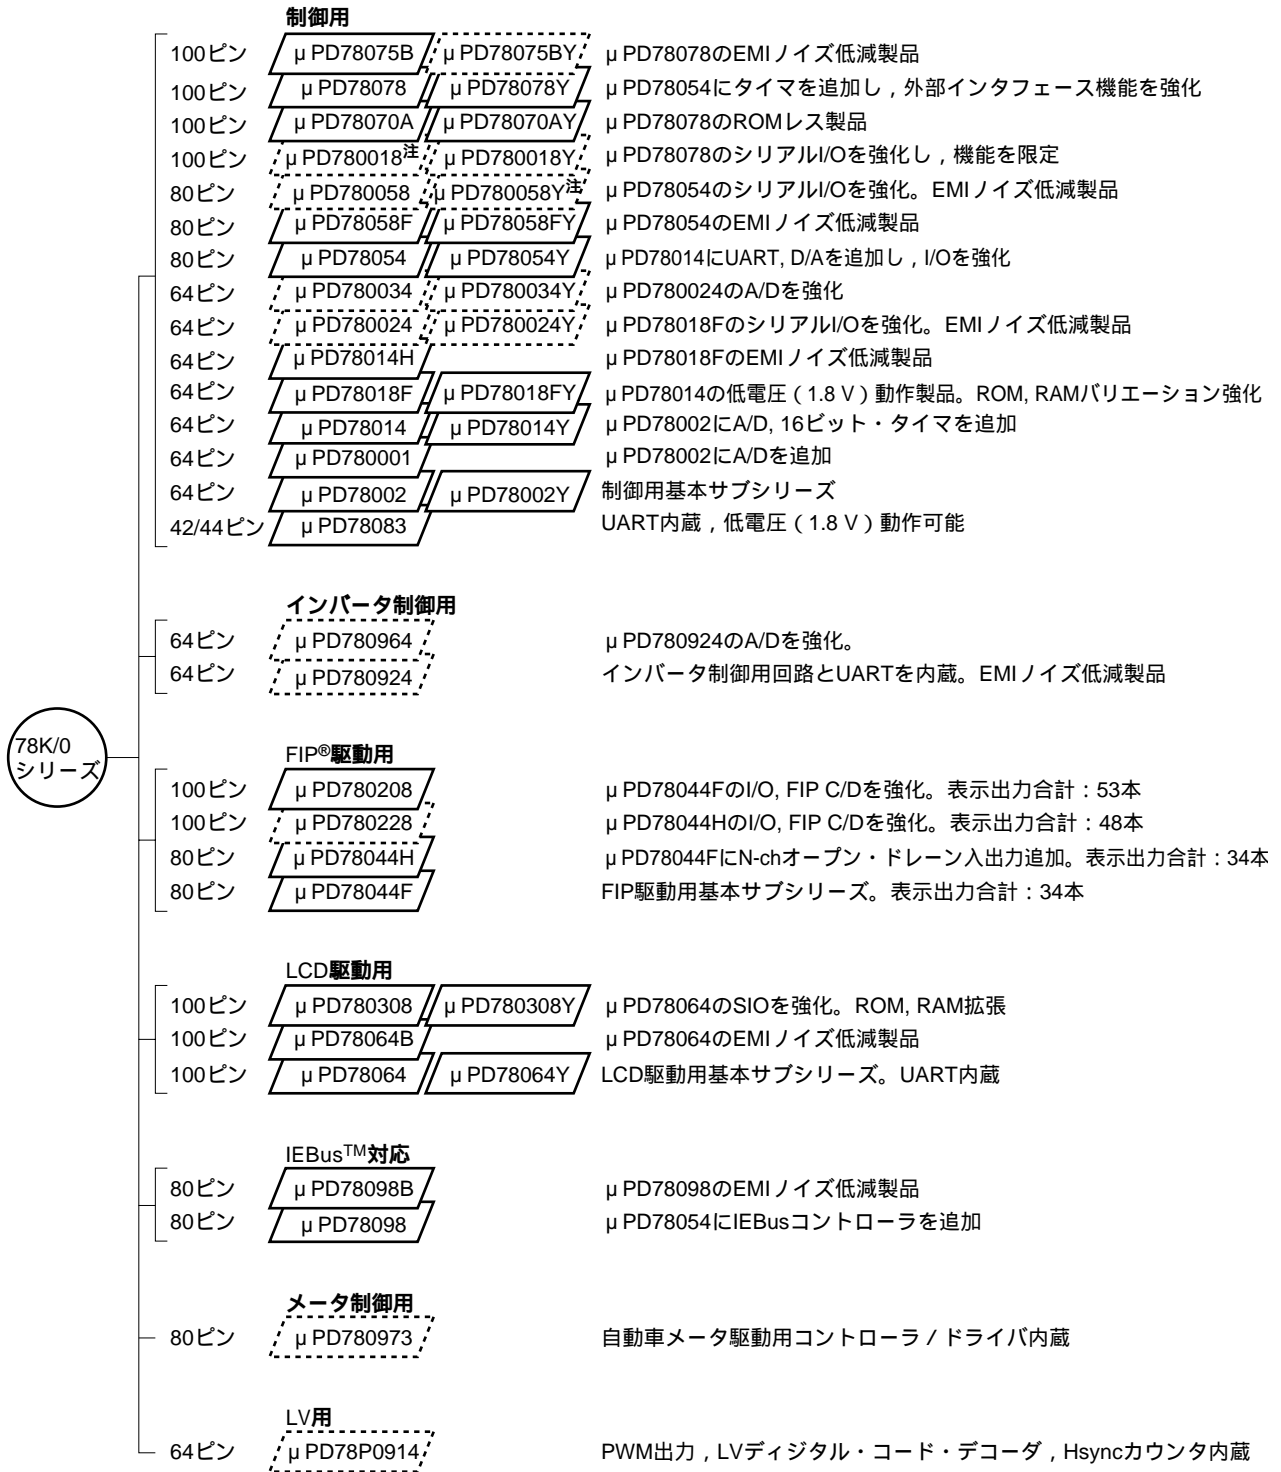 制御用
100ピン μPD78075B μPD78075BY μPD78078のEMIノイズ低減製品
100ピン μPD78078 μPD78078Y μPD78054にタイマを追加し，外部インタフェース機能を強化
100ピン μPD78070A μPD78070AY μPD78078のROMレス製品
100ピン μPD780018注 μPD780018Y μPD78078のシリアルI/Oを強化し，機能を限定
80ピン μPD780058 μPD780058Y注 μPD78054のシリアルI/Oを強化。EMIノイズ低減製品
80ピン μPD78058F μPD78058FY μPD78054のEMIノイズ低減製品
80ピン μPD78054 μPD78054Y μPD78014にUART, D/Aを追加し，I/Oを強化
64ピン μPD780034 μPD780034Y μPD780024のA/Dを強化
64ピン μPD780024 μPD780024Y μPD78018FのシリアルI/Oを強化。EMIノイズ低減製品
64ピン μPD78014H μPD78018FのEMIノイズ低減製品
64ピン μPD78018F μPD78018FY μPD78014の低電圧（1.8 V）動作製品。ROM, RAMバリエーション強化
64ピン μPD78014 μPD78014Y μPD78002にA/D, 16ビット・タイマを追加
64ピン μPD780001 μPD78002にA/Dを追加
64ピン μPD78002 μPD78002Y 制御用基本サブシリーズ
42/44ピン μPD78083 UART内蔵，低電圧（1.8 V）動作可能
インバータ制御用
64ピン μPD780964 μPD780924のA/Dを強化。
64ピン μPD780924 インバータ制御用回路とUARTを内蔵。EMIノイズ低減製品
78K/0
シリーズ
FIP®駆動用
100ピン μPD780208 μPD78044FのI/O, FIP C/Dを強化。表示出力合計：53本
100ピン μPD780228 μPD78044HのI/O, FIP C/Dを強化。表示出力合計：48本
80ピン μPD78044H μPD78044FにN-chオープン・ドレーン入出力追加。表示出力合計：34本
80ピン μPD78044F FIP駆動用基本サブシリーズ。表示出力合計：34本
LCD駆動用
100ピン μPD780308 μPD780308Y μPD78064のSIOを強化。ROM, RAM拡張
100ピン μPD78064B μPD78064のEMIノイズ低減製品
100ピン μPD78064 μPD78064Y LCD駆動用基本サブシリーズ。UART内蔵
IEBus™対応
80ピン μPD78098B μPD78098のEMIノイズ低減製品
80ピン μPD78098 μPD78054にIEBusコントローラを追加
メータ制御用
80ピン μPD780973 自動車メータ駆動用コントローラ／ドライバ内蔵
LV用
64ピン μPD78P0914 PWM出力，LVディジタル・コード・デコーダ，Hsyncカウンタ内蔵